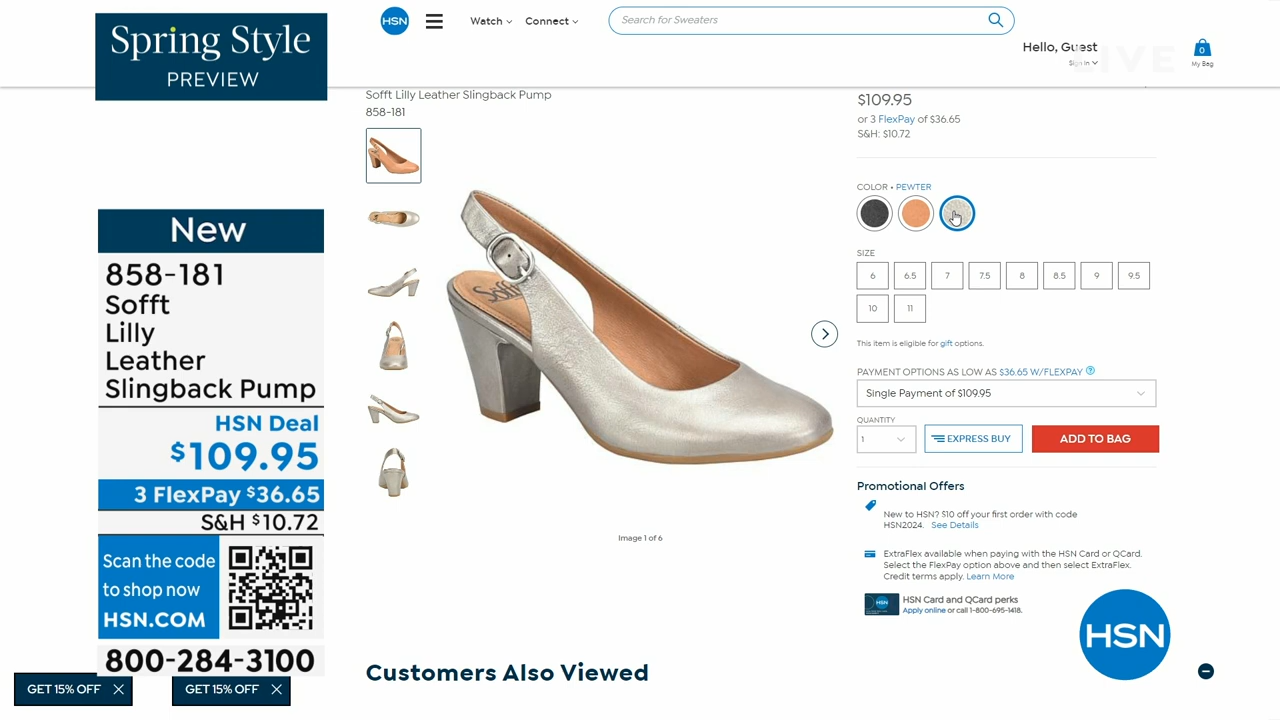 Spring Style
PREVIEW
HSN
Watch
Connect
Search for Sweaters
Hello, Guest
Sign In
LIVE
0
My Bag
New
858-181
Sofft
Lilly
Leather
Slingback Pump
HSN Deal
$109.95
3 FlexPay $36.65
S&H $10.72
Scan the code
to shop now
HSN.COM
800-284-3100
GET 15% OFF
GET 15% OFF
Sofft Lilly Leather Slingback Pump
858-181
Sofft
Image 1 of 6
$109.95
or 3 FlexPay of $36.65
S&H: $10.72
COLOR • PEWTER
SIZE
6 6.5 7 7.5 8 8.5 9 9.5
10 11
This item is eligible for gift options.
PAYMENT OPTIONS AS LOW AS $36.65 W/FLEXPAY ?
Single Payment of $109.95
QUANTITY
1
EXPRESS BUY
ADD TO BAG
Promotional Offers
New to HSN? $10 off your first order with code
HSN2024. See Details
ExtraFlex available when paying with the HSN Card or QCard.
Select the FlexPay option above and then select ExtraFlex.
Credit terms apply. Learn More
HSN
HSN Card and QCard perks
Apply online or call 1-800-695-1418.
HSN
Customers Also Viewed